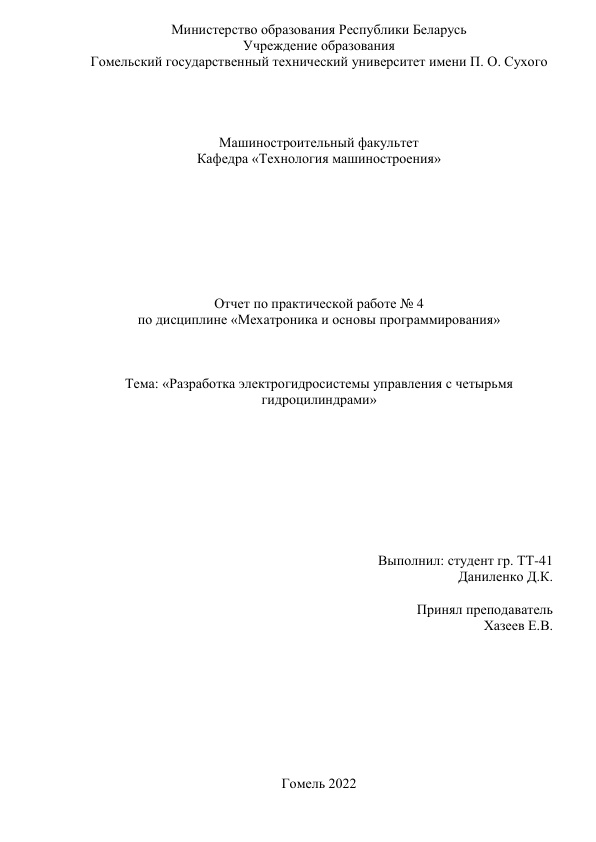 Министерство образования Республики Беларусь
Учреждение образования
Гомельский государственный технический университет имени П. О. Сухого
Машиностроительный факультет
Кафедра «Технология машиностроения»
Отчет по практической работе № 4
по дисциплине «Мехатроника и основы программирования»
Тема: «Разработка электрогидросистемы управления с четырьмя
гидроцилиндрами»
Выполнил: студент гр. ТТ-41
Даниленко Д.К.
Принял преподаватель
Хазеев Е.В.
Гомель 2022